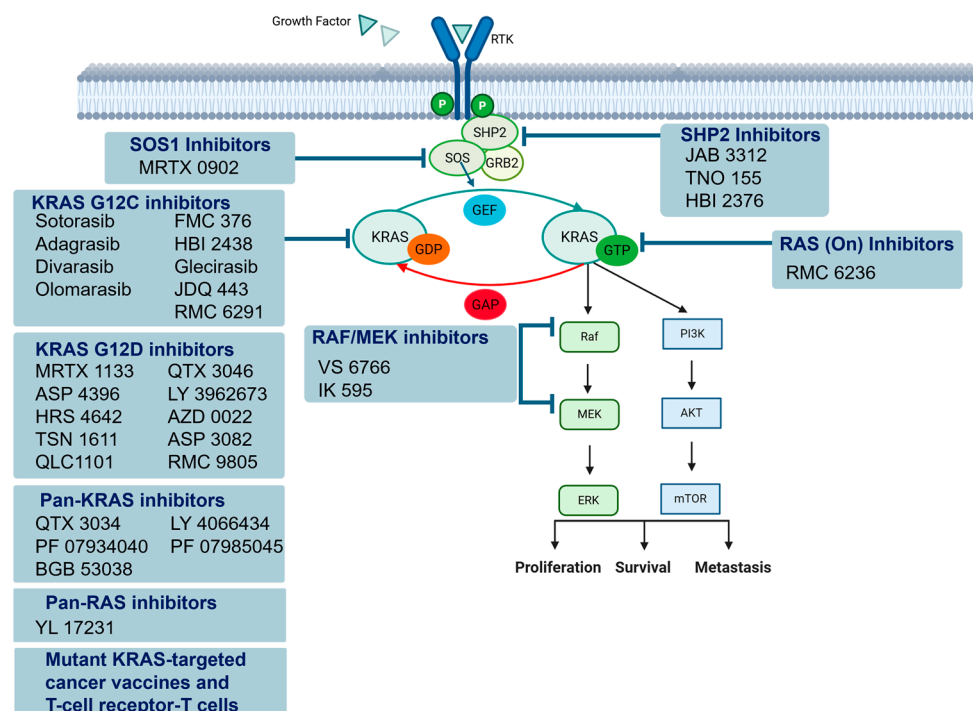 Growth Factor
RTK
P
P
SHP2
SOS
GRB2
SOS1 Inhibitors
MRTX 0902
SHP2 Inhibitors
JAB 3312
TNO 155
HBI 2376
KRAS G12C inhibitors
Sotorasib FMC 376
Adagrasib HBI 2438
Divarasib Glecirasib
Olomarasib JDQ 443
RMC 6291
GEF
KRAS
GDP
KRAS
GTP
GAP
RAS (On) Inhibitors
RMC 6236
RAF/MEK inhibitors
VS 6766
IK 595
Raf
PI3K
MEK
AKT
ERK
mTOR
Proliferation Survival Metastasis
KRAS G12D inhibitors
MRTX 1133 QTX 3046
ASP 4396 LY 3962673
HRS 4642 AZD 0022
TSN 1611 ASP 3082
QLC1101 RMC 9805
Pan-KRAS inhibitors
QTX 3034 LY 4066434
PF 07934040 PF 07985045
BGB 53038
Pan-RAS inhibitors
YL 17231
Mutant KRAS-targeted
cancer vaccines and
T-cell receptor-T cells